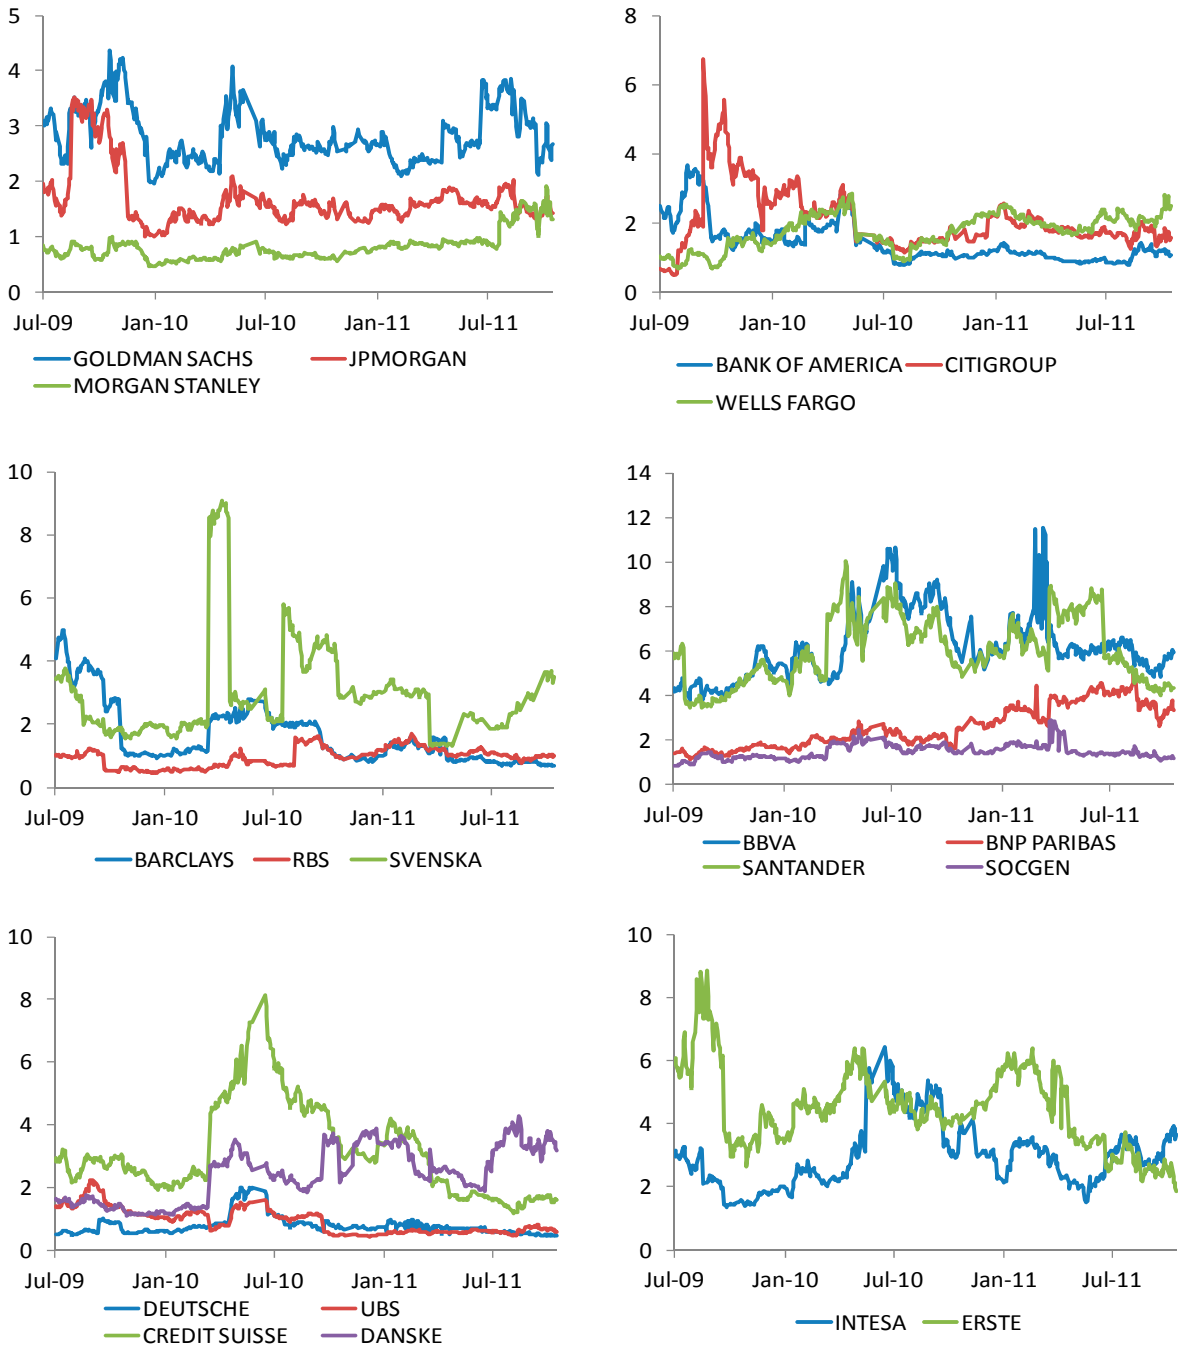 5
4
3
2
1
0
Jul-09 Jan-10 Jul-10 Jan-11 Jul-11
GOLDMAN SACHS JPMORGAN
MORGAN STANLEY
8
6
4
2
0
Jul-09 Jan-10 Jul-10 Jan-11 Jul-11
BANK OF AMERICA CITIGROUP
WELLS FARGO
10
8
6
4
2
0
Jul-09 Jan-10 Jul-10 Jan-11 Jul-11
BARCLAYS RBS SVENSKA
14
12
10
8
6
4
2
0
Jul-09 Jan-10 Jul-10 Jan-11 Jul-11
BBVA BNP PARIBAS
SANTANDER SOCGEN
10
8
6
4
2
0
Jul-09 Jan-10 Jul-10 Jan-11 Jul-11
DEUTSCHE UBS
CREDIT SUISSE DANSKE
10
8
6
4
2
0
Jul-09 Jan-10 Jul-10 Jan-11 Jul-11
INTESA ERSTE